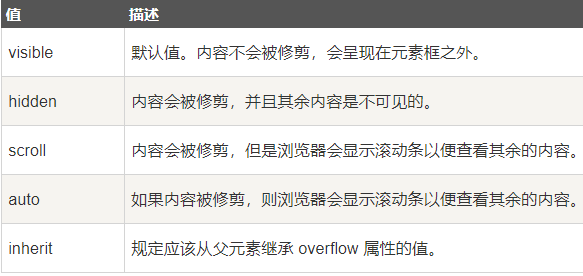 值 描述
visible 默认值。内容不会被修剪，会呈现在元素框之外。
hidden 内容会被修剪，并且其余内容是不可见的。
scroll 内容会被修剪，但是浏览器会显示滚动条以便查看其余的内容。
auto 如果内容被修剪，则浏览器会显示滚动条以便查看其余的内容。
inherit 规定应该从父元素继承 overflow 属性的值。